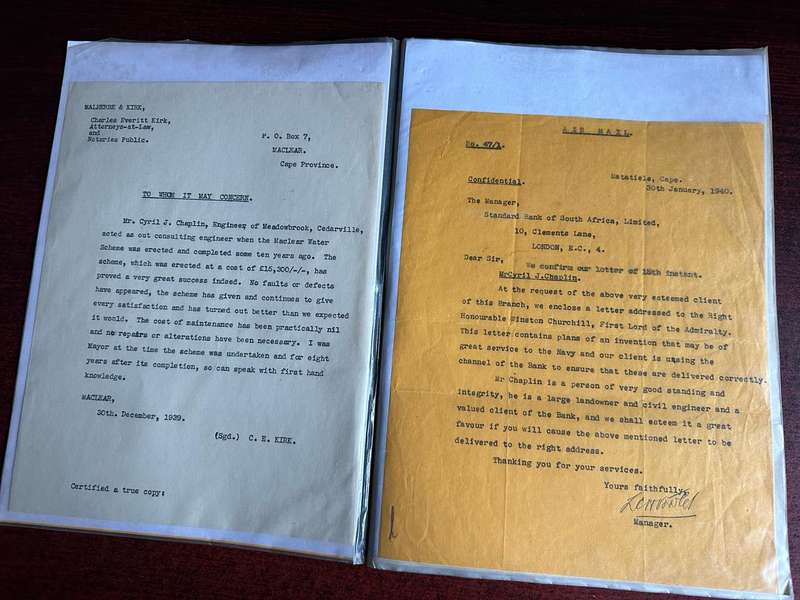 MALHERBE & KIRK,
Charles Everitt Kirk,
Attorneys-at-Law,
and
Notaries Public.
P. O. Box 7,
MACLEAR.
Cape Province.
TO WHOM IT MAY CONCERN.
Mr. Cyril J. Chaplin, Engineer of Meadowbrook, Cedarville,
acted as out consulting engineer when the Maclear Water
Scheme was erected and completed some ten years ago. The
scheme, which was erected at a cost of £15,300/-/-, has
proved a very great success indeed. No faults or defects
have appeared, the scheme has given and continues to give
every satisfaction and has turned out better than we expected
it would. The cost of maintenance has been practically nil
and no repairs or alterations have been necessary. I was
Mayor at the time the scheme was undertaken and for eight
years after its completion, so can speak with first hand
knowledge.
MACLEAR,
30th. December, 1939.
(Sgd.) C. E. KIRK.
Certified a true copy:
AIR MAIL.
No. 47/1.
Matatiele, Cape.
30th January, 1940.
Confidential.
The Manager,
Standard Bank of South Africa, Limited,
10, Clements Lane,
LONDON, E.C., 4.
Dear Sir,
We confirm our letter of 18th instant.
MrCyril J.Chaplin.
At the request of the above very esteemed client
of this Branch, we enclose a letter addressed to the Right
Honourable Winston Churchill, First Lord of the Admiralty.
This letter contains plans of an invention that may be of
great service to the Navy and our client is using the
channel of the Bank to ensure that these are delivered correctly.
Mr Chaplin is a person of very good standing and
integrity, he is a large landowner and civil engineer and a
valued client of the Bank, and we shall esteem it a great
favour if you will cause the above mentioned letter to be
delivered to the right address.
Thanking you for your services.
Yours faithfully,
Manager.